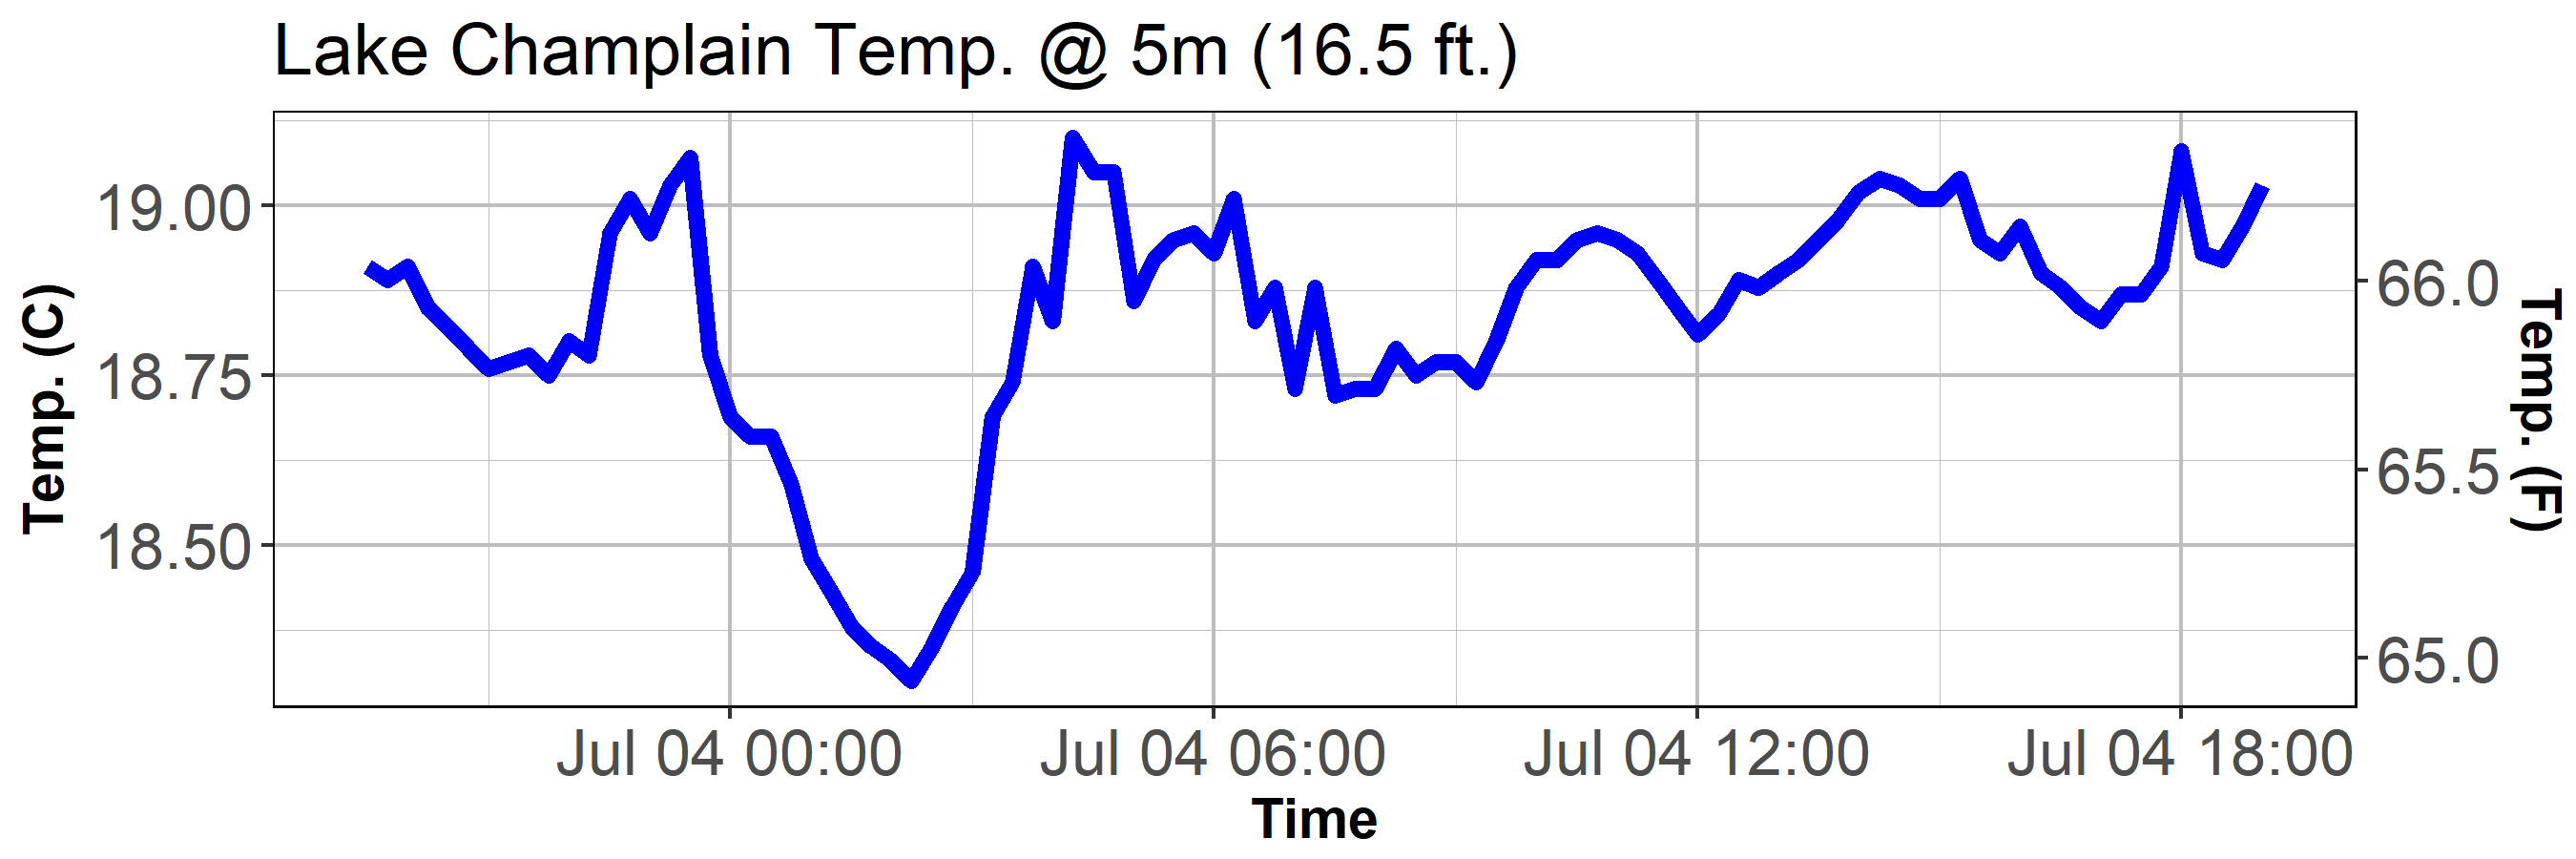 Lake Champlain Temp. @ 5m (16.5 ft.)
Temp. (C)
19.00
18.75
18.50
66.0
65.5
65.0
Temp. (F)
Jul 04 00:00 Jul 04 06:00 Jul 04 12:00 Jul 04 18:00
Time